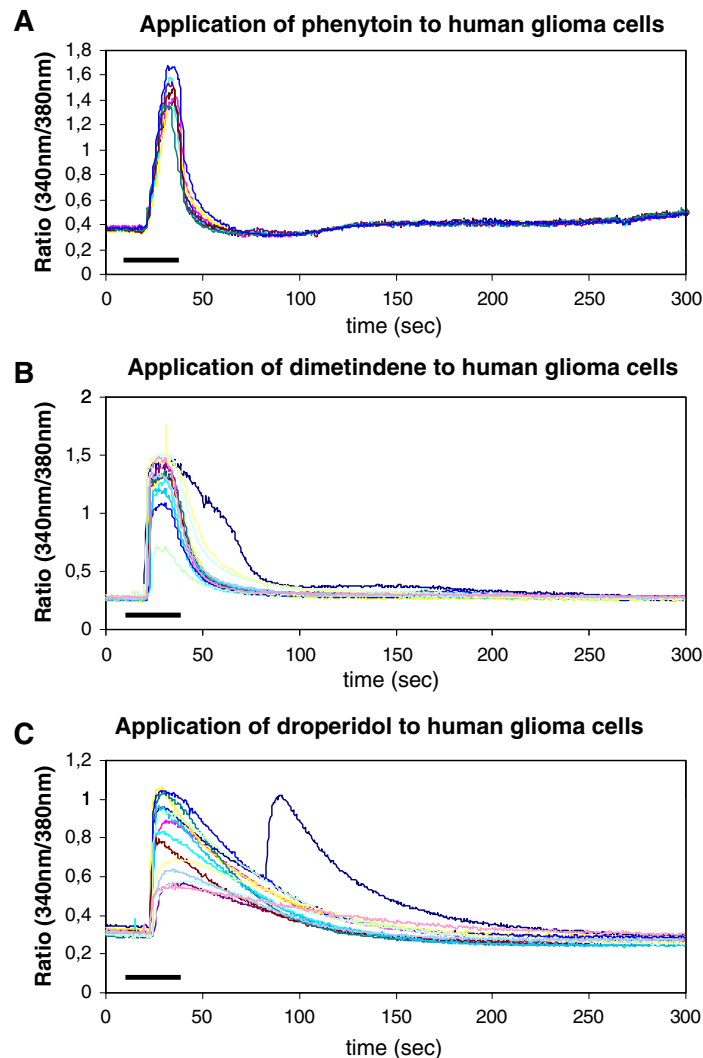 A
Application of phenytoin to human glioma cells
Ratio (340nm/380nm)
1,8
1,6
1,4
1,2
1
0,8
0,6
0,4
0,2
0
0 50 100 150 200 250 300
time (sec)
B
Application of dimetindene to human glioma cells
Ratio (340nm/380nm)
2
1,5
1
0,5
0
0 50 100 150 200 250 300
time (sec)
C
Application of droperidol to human glioma cells
Ratio (340nm/380nm)
1,2
1
0,8
0,6
0,4
0,2
0
0 50 100 150 200 250 300
time (sec)